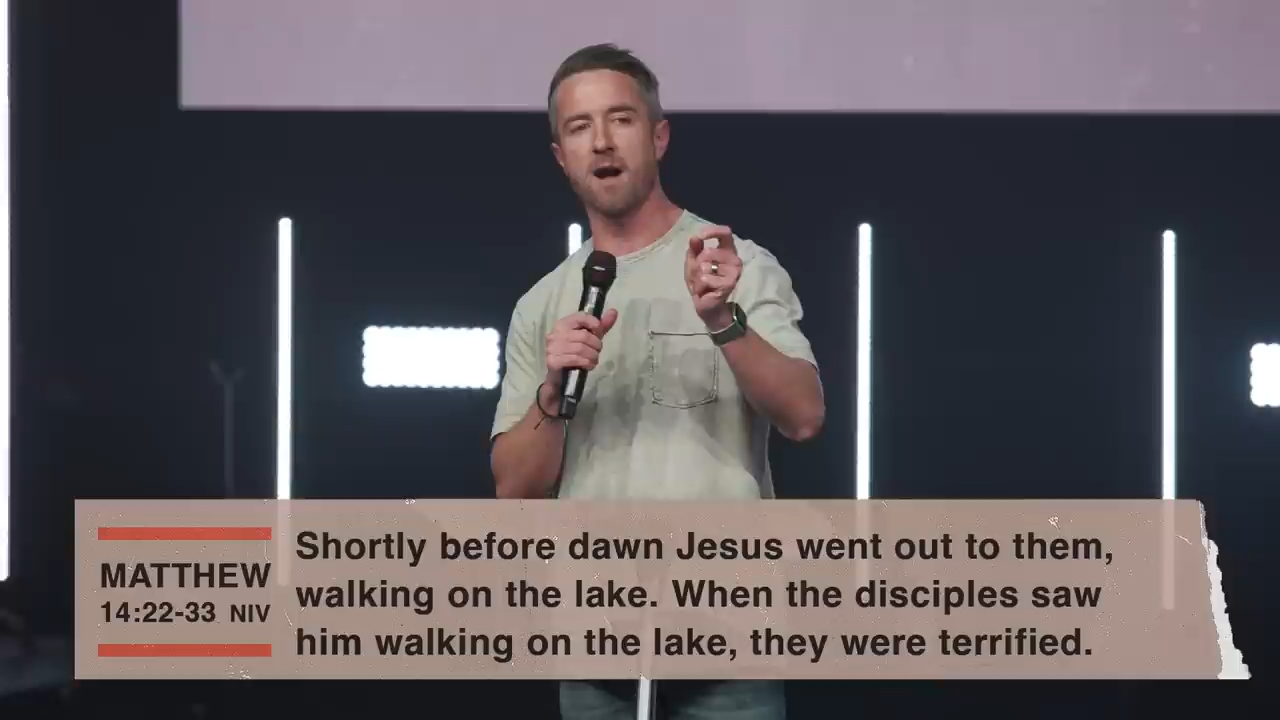 MATTHEW
14:22-33 NIV
Shortly before dawn Jesus went out to them,
walking on the lake. When the disciples saw
him walking on the lake, they were terrified.